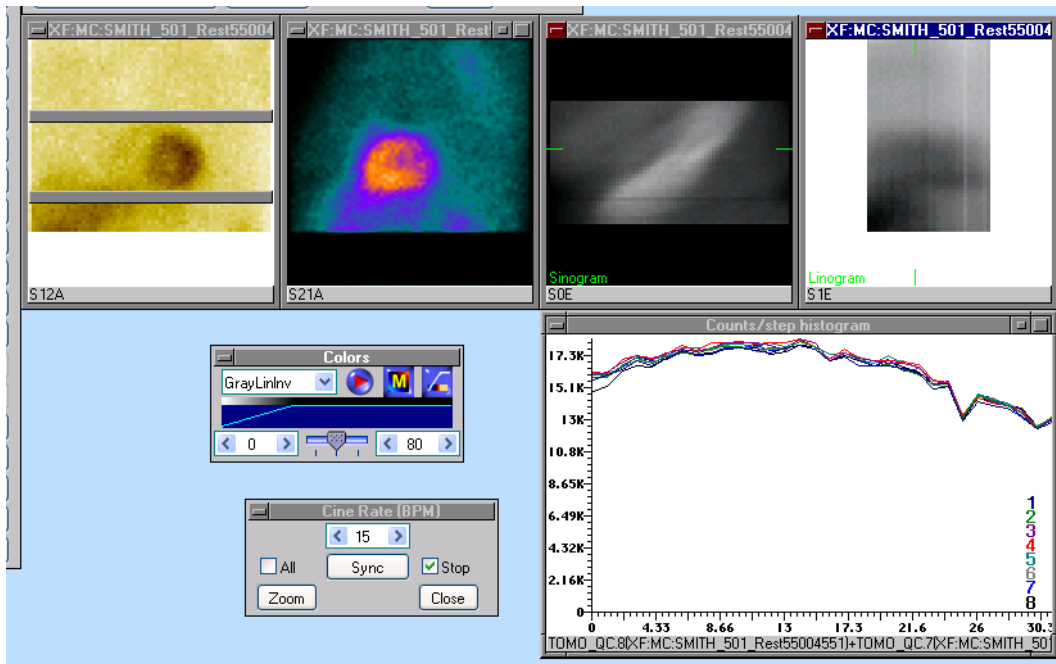 XF:MC:SMITH_501_Rest55004
XF:MC:SMITH_501_Rest
XF:MC:SMITH_501_Rest55004
XF:MC:SMITH_501_Rest55004
Sinogram
Linogram
S12A
S21A
S0E
S1E
Colors
GrayLinInv
M
0
80
Cine Rate (BPM)
15
All
Sync
Stop
Zoom
Close
Counts/step histogram
17.3K
15.1K
13K
10.8K
8.65K
6.49K
4.32K
2.16K
0
1
2
3
4
5
6
7
8
0 4.33 8.66 13 17.3 21.6 26 30.3
TOMO_QC.8(XF:MC:SMITH_501_Rest55004551)+TOMO_QC.7(XF:MC:SMITH_501